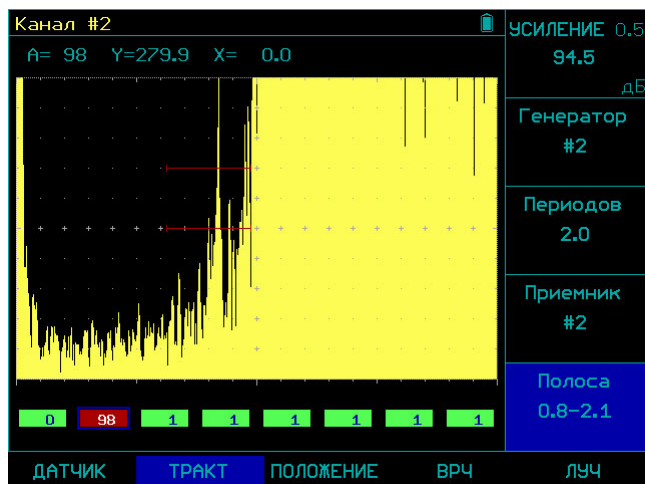 Канал #2
A= 98 Y=279.9 X= 0.0
УСИЛЕНИЕ 0.5
94.5
дБ
Генератор
#2
Периодов
2.0
Приемник
#2
Полоса
0.8-2.1
0 98 1 1 1 1 1 1
ДАТЧИК ТРАКТ ПОЛОЖЕНИЕ ВРЧ ЛУЧ